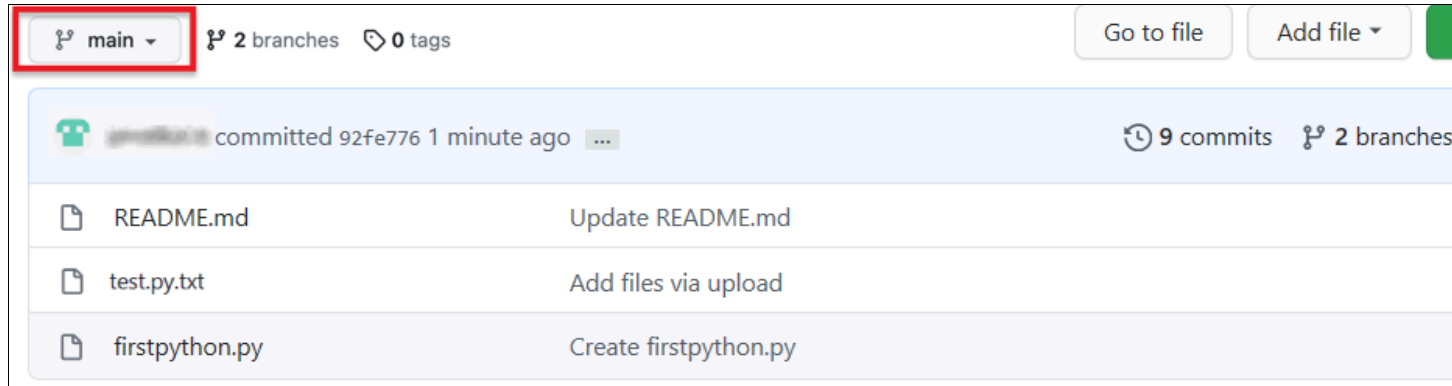 main 2 branches 0 tags Go to file Add file
committed 92fe776 1 minute ago ... 9 commits 2 branches
README.md Update README.md
test.py.txt Add files via upload
firstpython.py Create firstpython.py